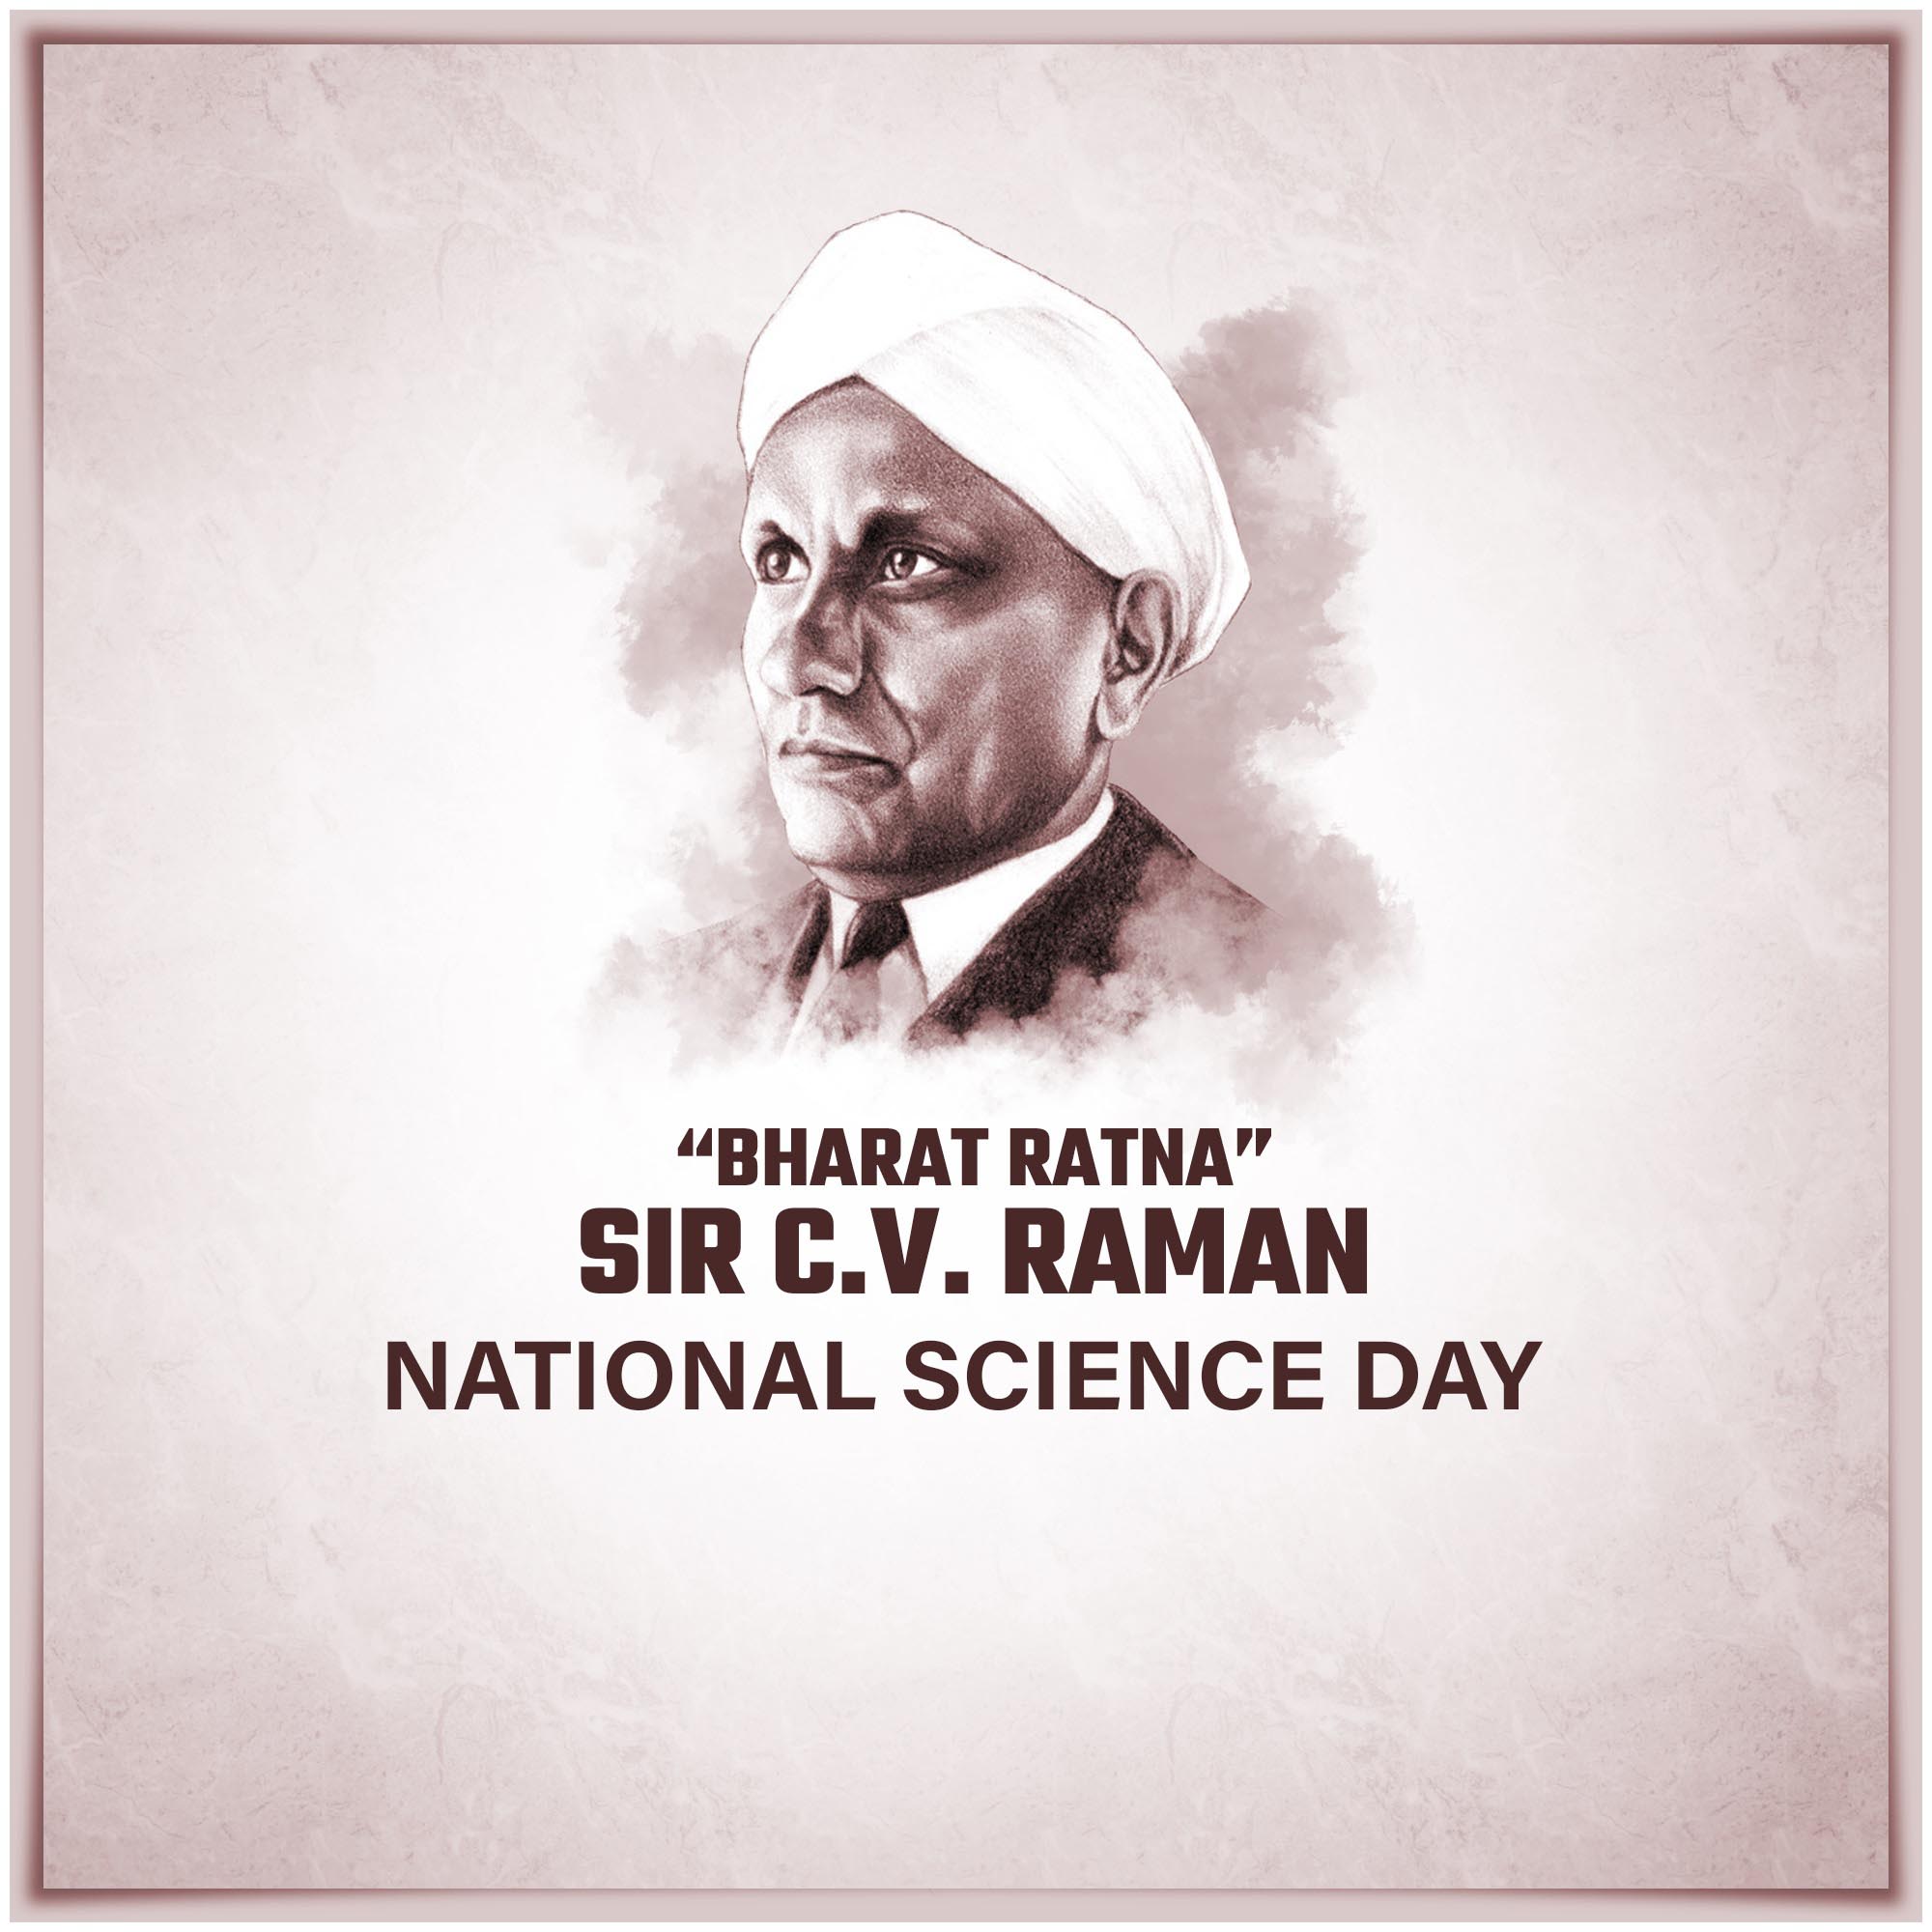 “BHARAT RATNA”
SIR C.V. RAMAN
NATIONAL SCIENCE DAY